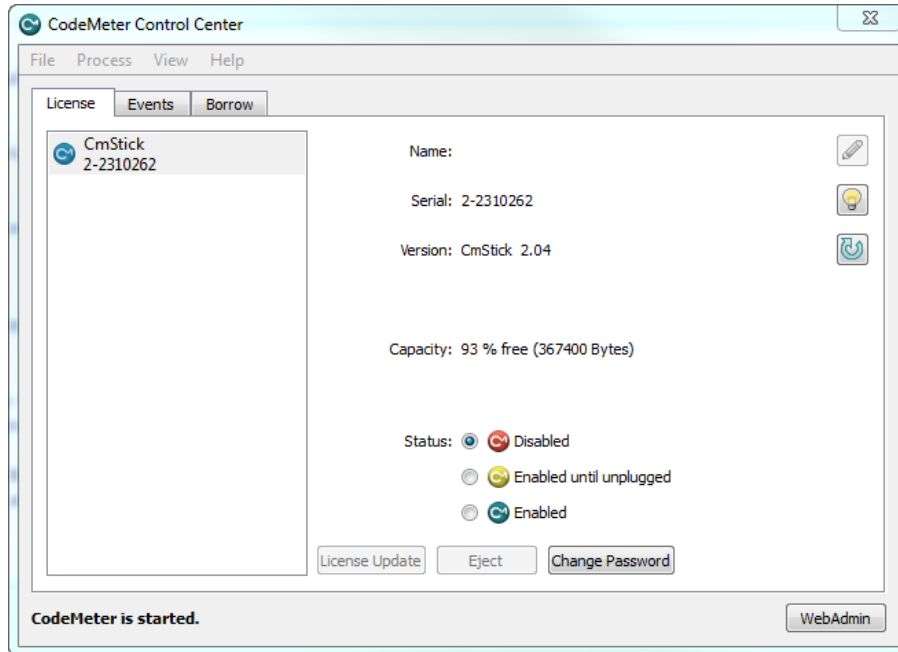 CodeMeter Control Center
File Process View Help
License Events Borrow
CmStick
2-2310262
Name:
Serial: 2-2310262
Version: CmStick 2.04
Capacity: 93 % free (367400 Bytes)
Status: Disabled
Enabled until unplugged
Enabled
License Update Eject Change Password
CodeMeter is started. WebAdmin